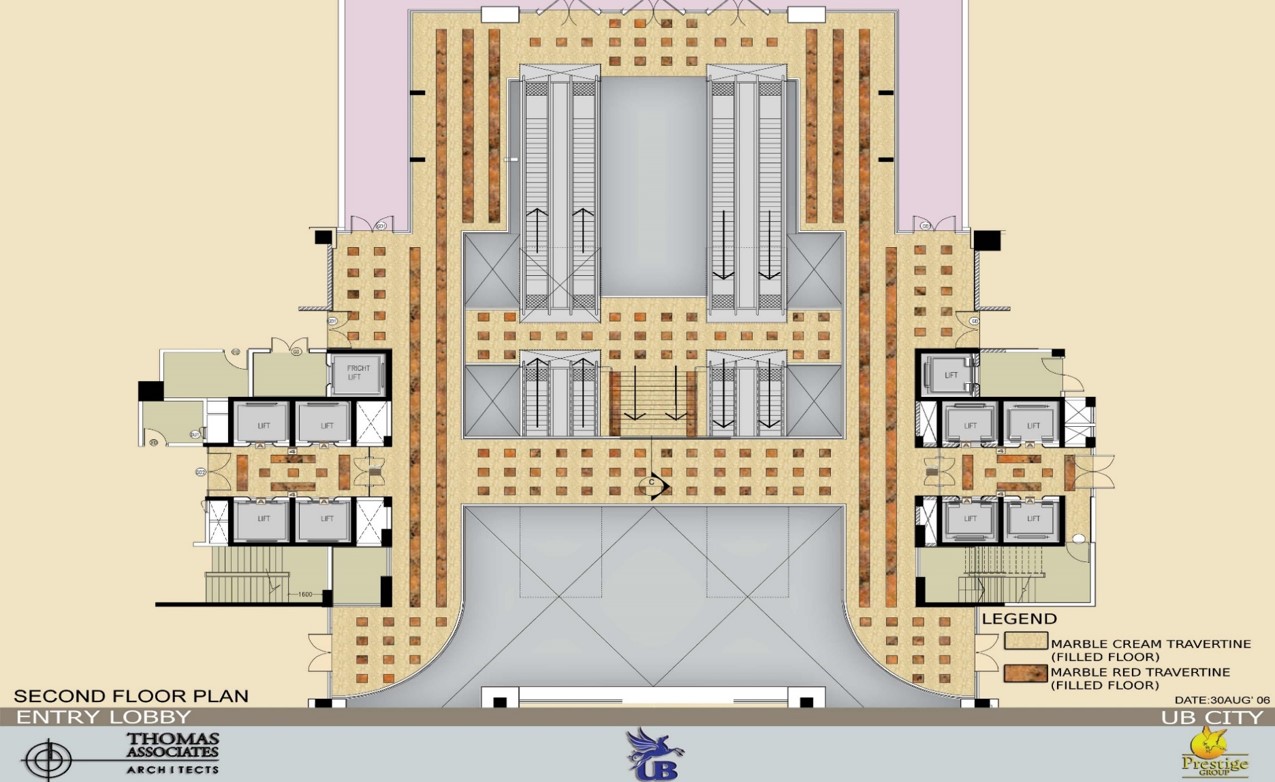 FRIGHT
LIFT
LIFT
LIFT
LIFT
LIFT
LIFT
LIFT
LIFT
C
LIFT
LIFT
LIFT
LIFT
1600
LEGEND
MARBLE CREAM TRAVERTINE
(FILLED FLOOR)
MARBLE RED TRAVERTINE
(FILLED FLOOR)
SECOND FLOOR PLAN
DATE:30AUG' 06
ENTRY LOBBY
UB CITY
THOMAS
ASSOCIATES
ARCHITECTS
UB
Prestige
GROUP